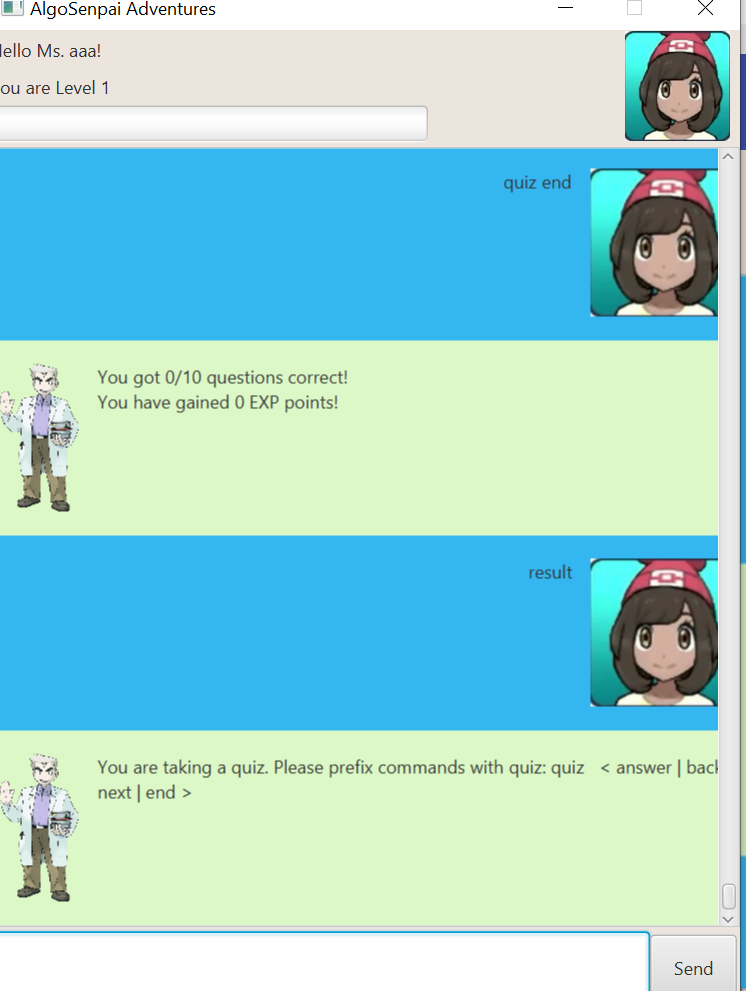 AlgoSenpai Adventures
ello Ms. aaa!
ou are Level 1
quiz end
You got 0/10 questions correct!
You have gained 0 EXP points!
result
You are taking a quiz. Please prefix commands with quiz: quiz < answer | back
next | end >
Send